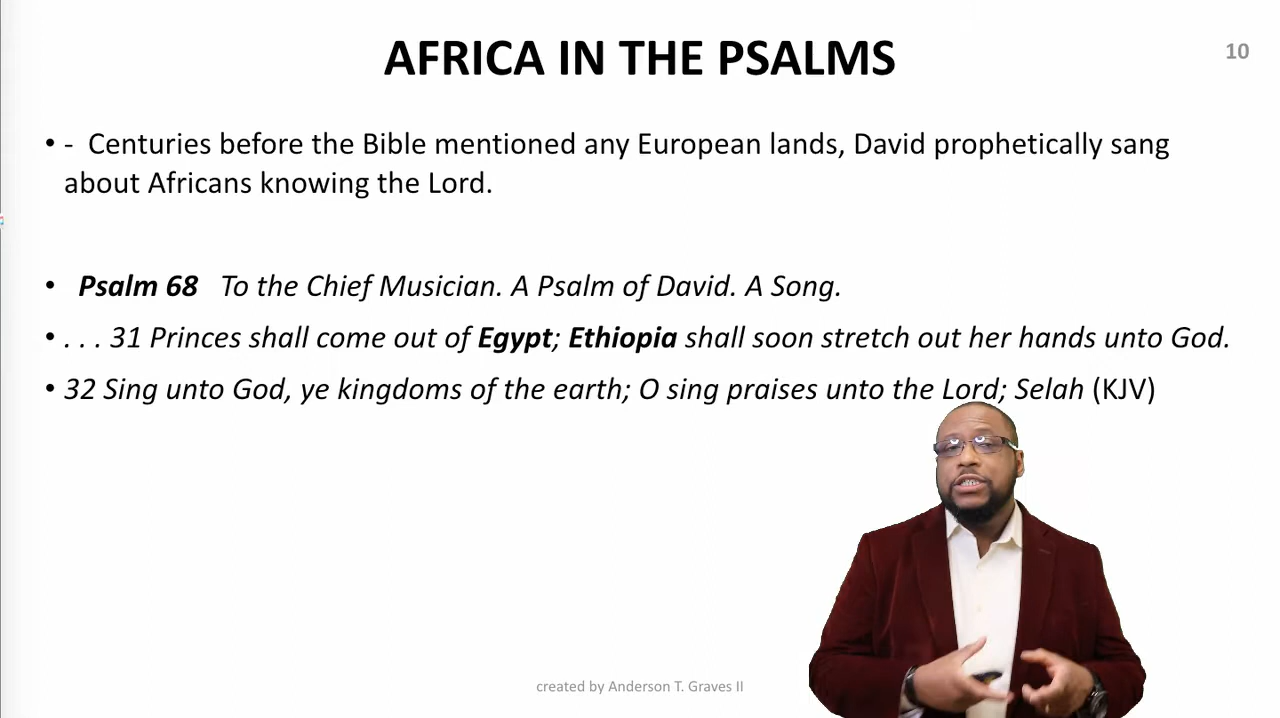 AFRICA IN THE PSALMS
10
• - Centuries before the Bible mentioned any European lands, David prophetically sang
about Africans knowing the Lord.
• Psalm 68 To the Chief Musician. A Psalm of David. A Song.
• . . . 31 Princes shall come out of Egypt; Ethiopia shall soon stretch out her hands unto God.
• 32 Sing unto God, ye kingdoms of the earth; O sing praises unto the Lord; Selah (KJV)
created by Anderson T. Graves II